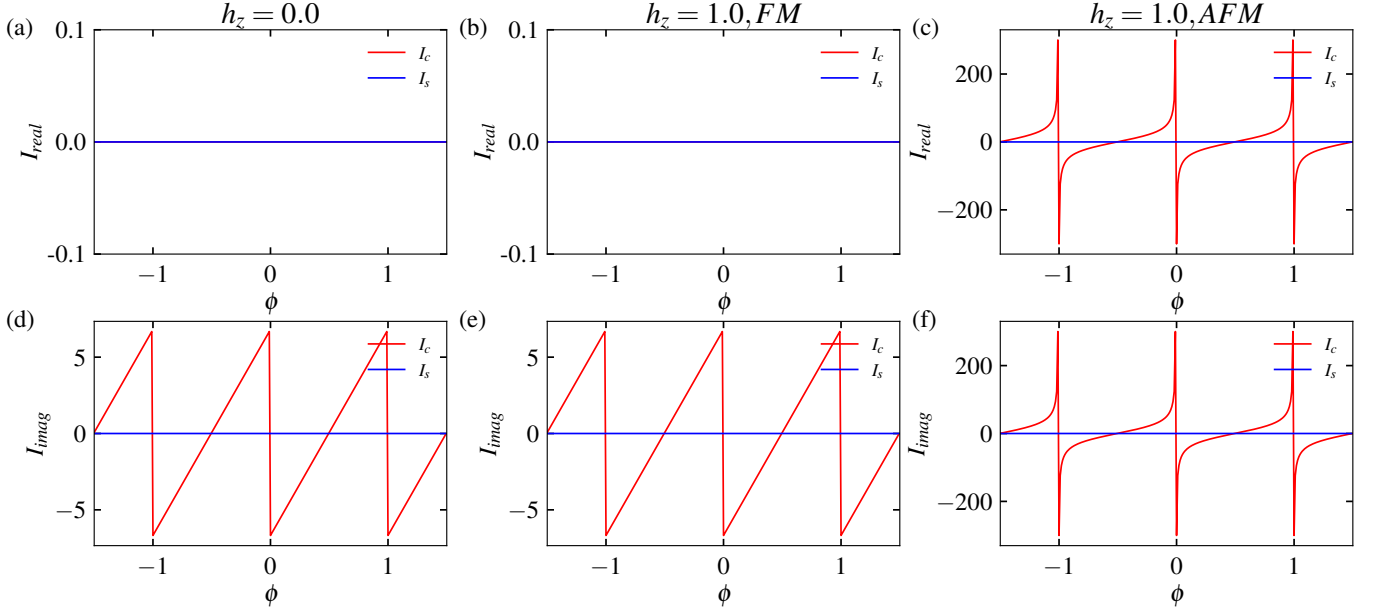 h_z = 0.0
(a)
0.1
0.0
-0.1
I_real
I_c
I_s
−1 0 1
ϕ
h_z = 1.0, FM
(b)
0.1
0.0
-0.1
I_real
I_c
I_s
−1 0 1
ϕ
h_z = 1.0, AFM
(c)
200
0
−200
I_real
I_c
I_s
−1 0 1
ϕ
(d)
5
0
−5
I_imag
I_c
I_s
−1 0 1
ϕ
(e)
5
0
−5
I_imag
I_c
I_s
−1 0 1
ϕ
(f)
200
0
−200
I_imag
I_c
I_s
−1 0 1
ϕ